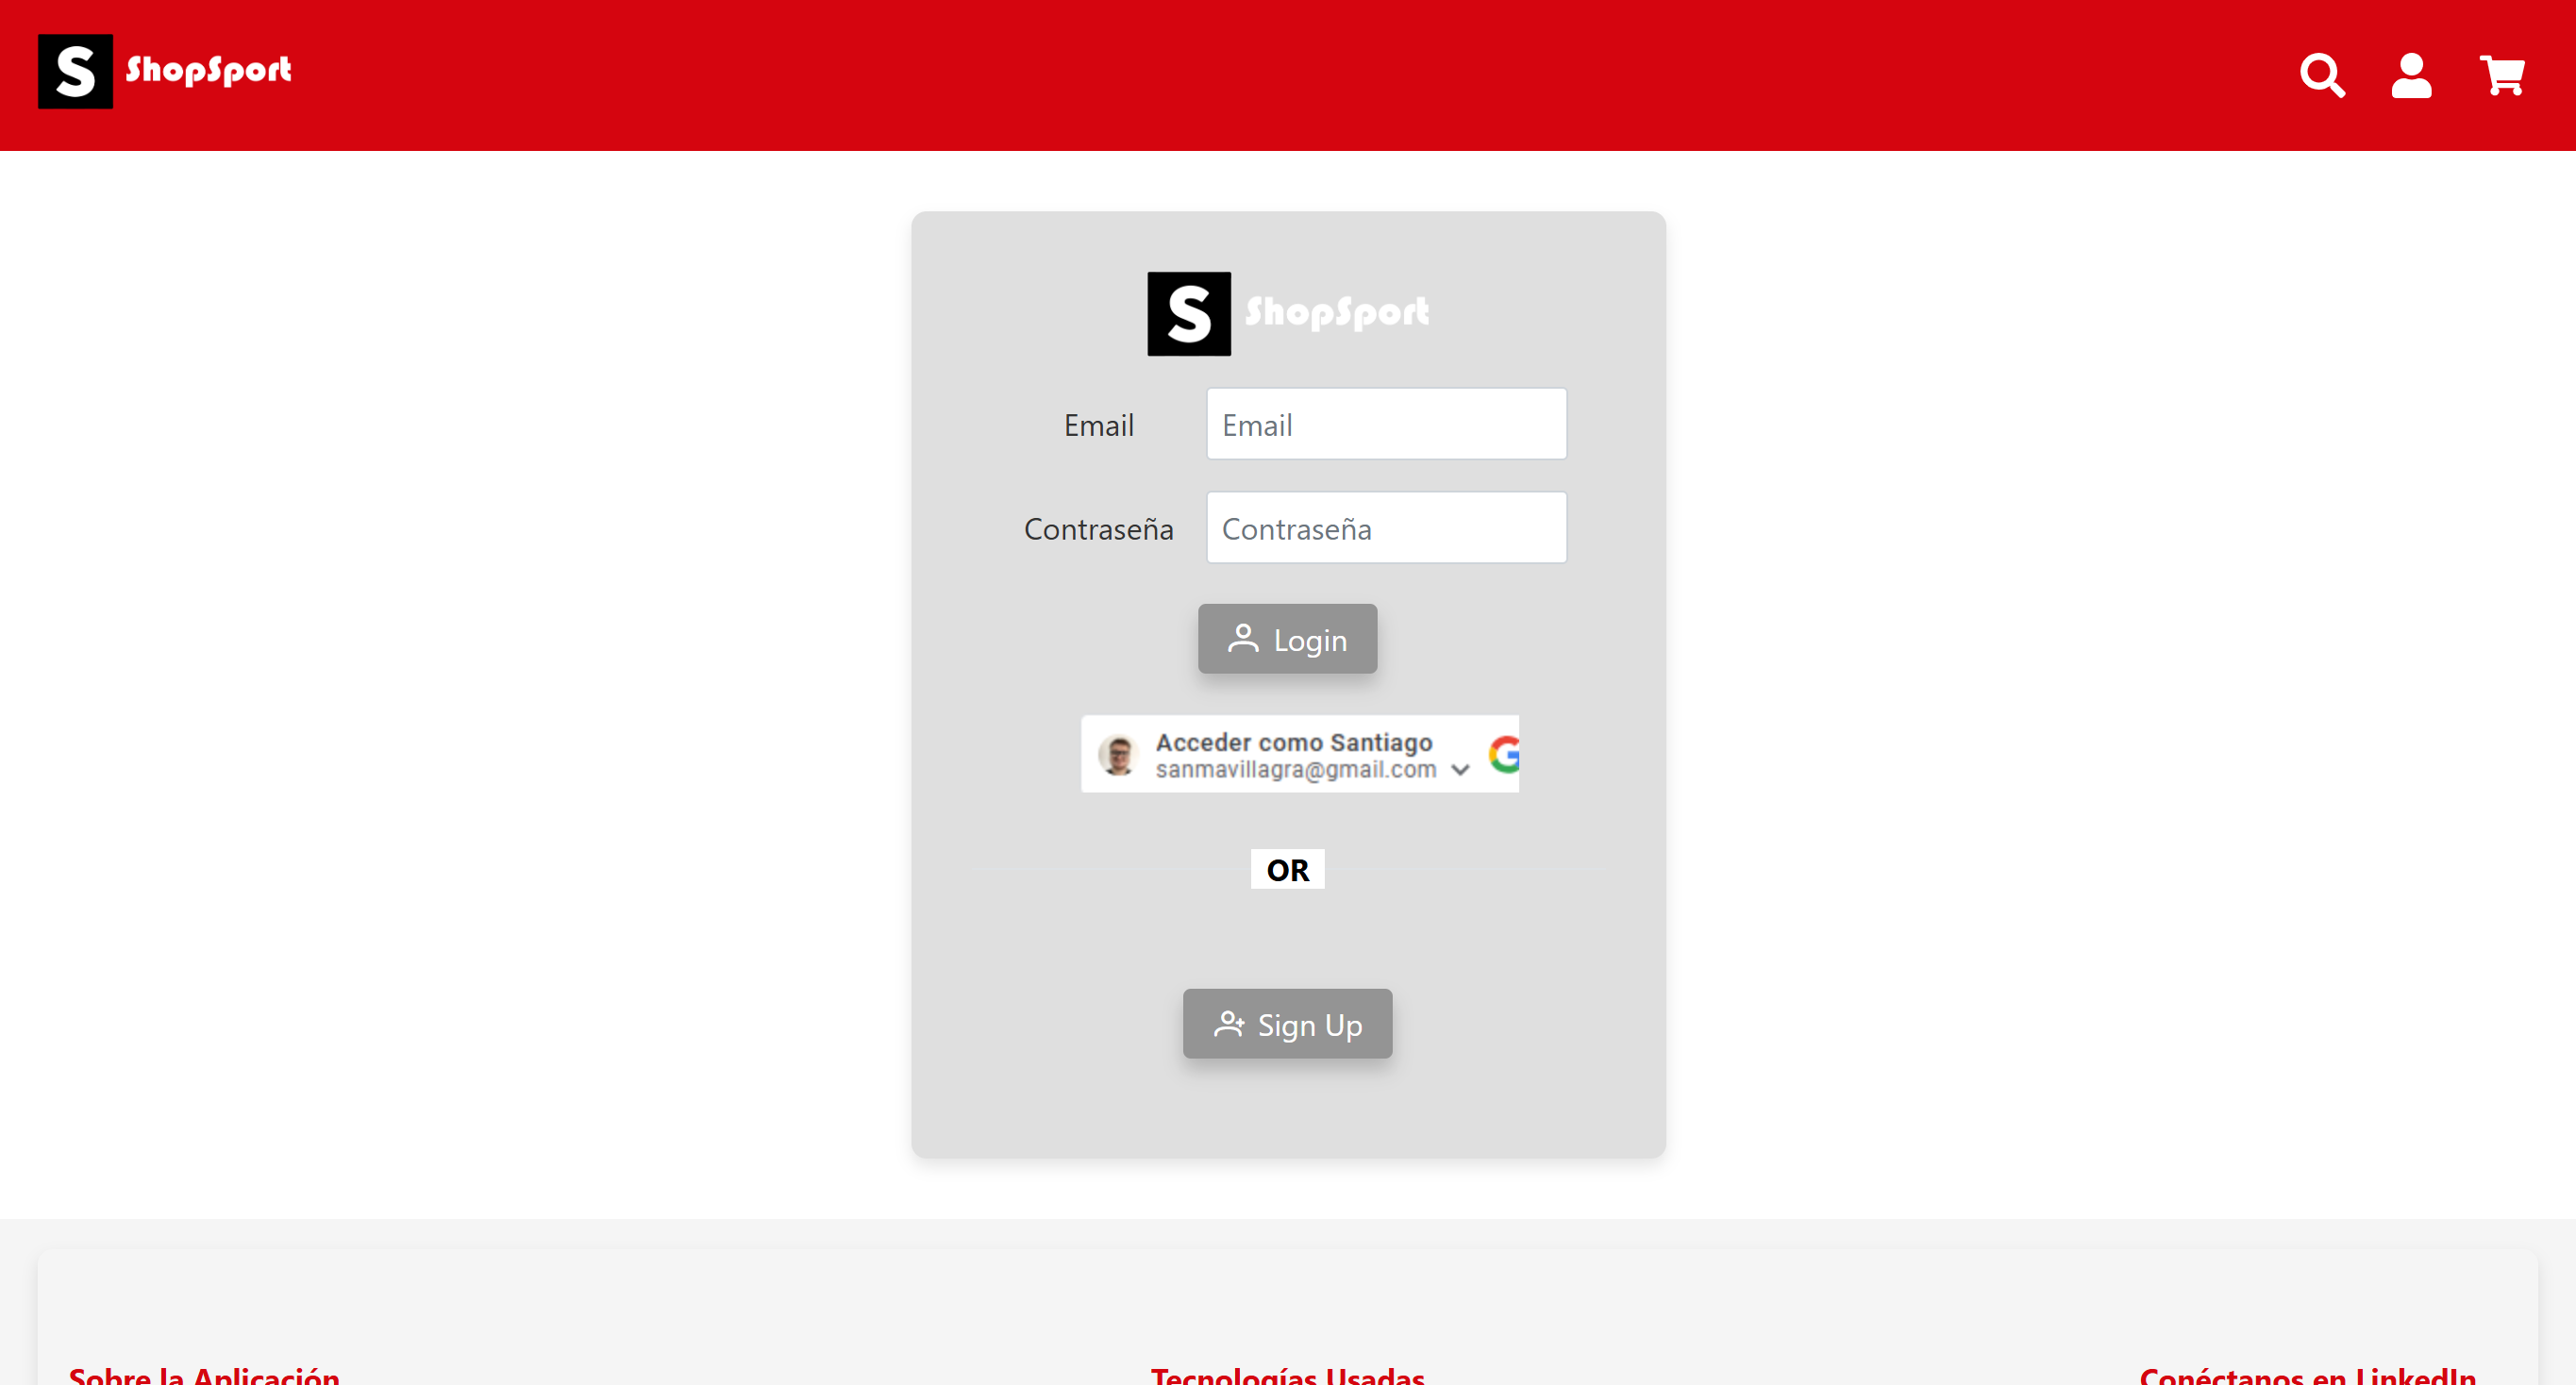 S ShopSport
S ShopSport
Email Email
Contraseña Contraseña
Login
Acceder como Santiago
sanmavillagra@gmail.com
OR
Sign Up
Sobre la Aplicación Tecnologías Usadas Conéctanos en LinkedIn